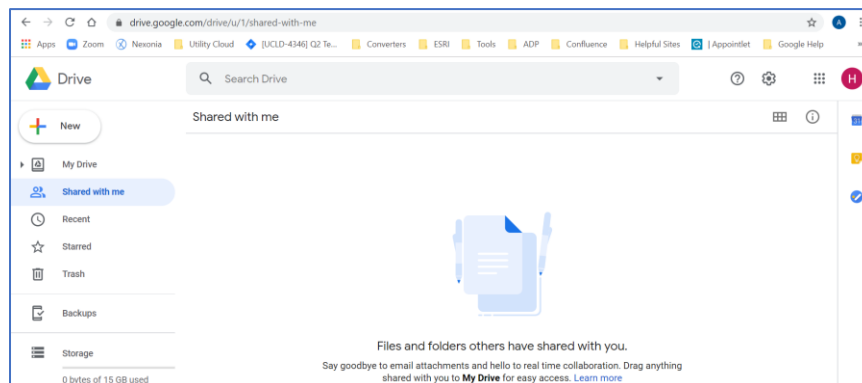 drive.google.com/drive/u/1/shared-with-me
A
Apps Zoom Nexonia Utility Cloud [UCLD-4346] Q2 Te... Converters ESRI Tools ADP Confluence Helpful Sites | Appointlet Google Help »
Drive
Search Drive
H
New
Shared with me
31
My Drive
Shared with me
Recent
Starred
Trash
Backups
Storage
0 bytes of 15 GB used
Files and folders others have shared with you.
Say goodbye to email attachments and hello to real time collaboration. Drag anything
shared with you to My Drive for easy access. Learn more